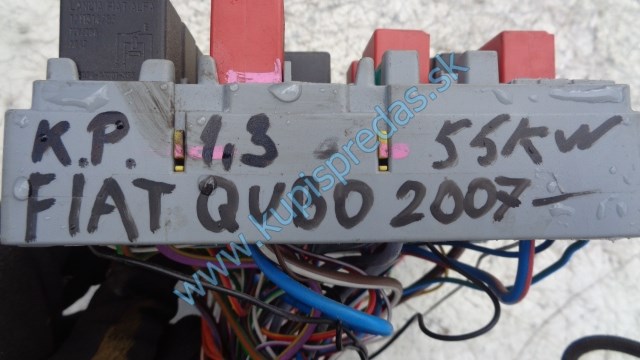 K.P. 1,3 55KW
FIAT QUBO 2007-
www.kupispredas.sk